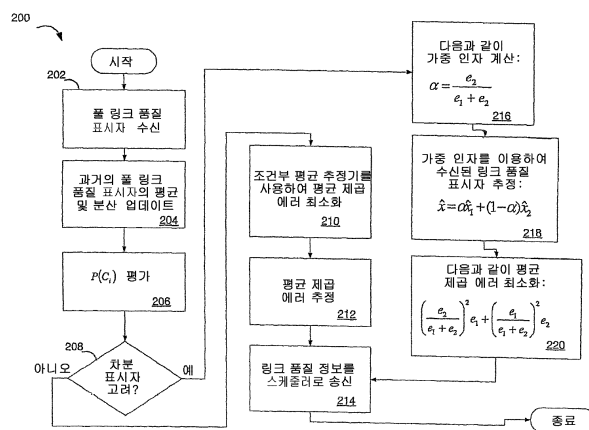 200
시작
202
풀 링크 품질
표시자 수신
과거의 풀 링크
품질 표시자의 평균
및 분산 업데이트
204
P(C_i) 평가
206
208
아니오
차분
표시자
고려?
예
조건부 평균 추정기를
사용하여 평균 제곱
에러 최소화
210
평균 제곱
에러 추정
212
링크 품질 정보를
스케줄러로 송신
214
다음과 같이
가중 인자 계산:
α = e₂ / (e₁ + e₂)
216
가중 인자를 이용하여
수신된 링크 품질
표시자 추정:
x̂ = αx̂₁ + (1−α)x̂₂
218
다음과 같이 평균
제곱 에러 최소화:
(e₂ / (e₁ + e₂))² e₁ + (e₁ / (e₁ + e₂))² e₂
220
종료